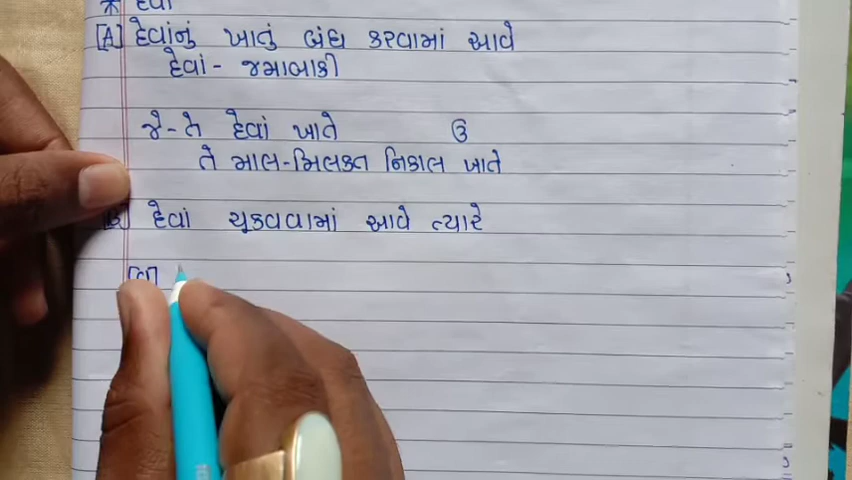 * દેવાં
[A] દેવાંનું ખાતું બંધ કરવામાં આવે
દેવાં - જમાબાકી
જે-તે દેવાં ખાતે ઉ
તે માલ-મિલકત નિકાલ ખાતે
[B] દેવાં ચૂકવવામાં આવે ત્યારે